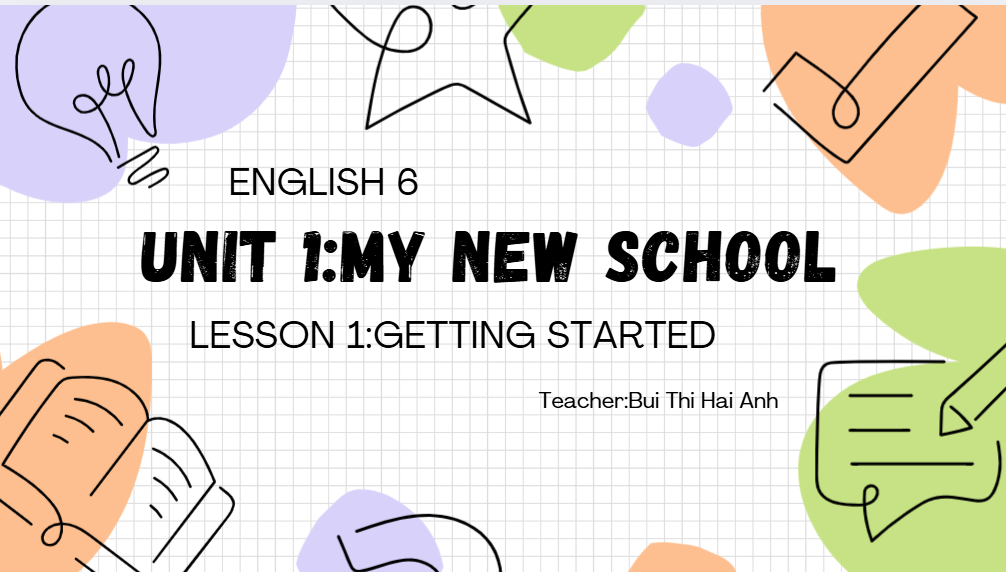 ENGLISH 6
UNIT 1:MY NEW SCHOOL
LESSON 1:GETTING STARTED
Teacher:Bui Thi Hai Anh